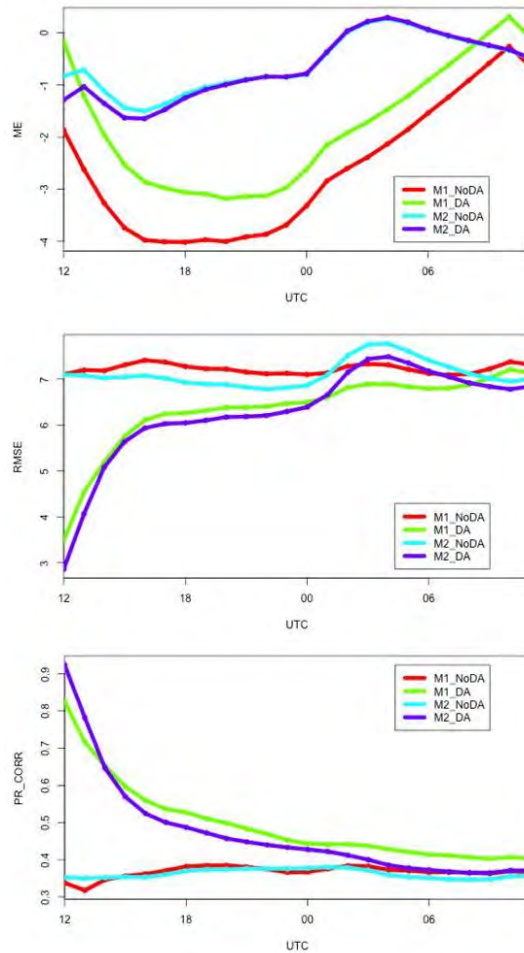 ME
0
-1
-2
-3
-4
M1_NoDA
M1_DA
M2_NoDA
M2_DA
12
18
00
06
UTC
RMSE
7
6
5
4
3
M1_NoDA
M1_DA
M2_NoDA
M2_DA
12
18
00
06
UTC
PR_CORR
0.9
0.8
0.7
0.6
0.5
0.4
0.3
M1_NoDA
M1_DA
M2_NoDA
M2_DA
12
18
00
06
UTC